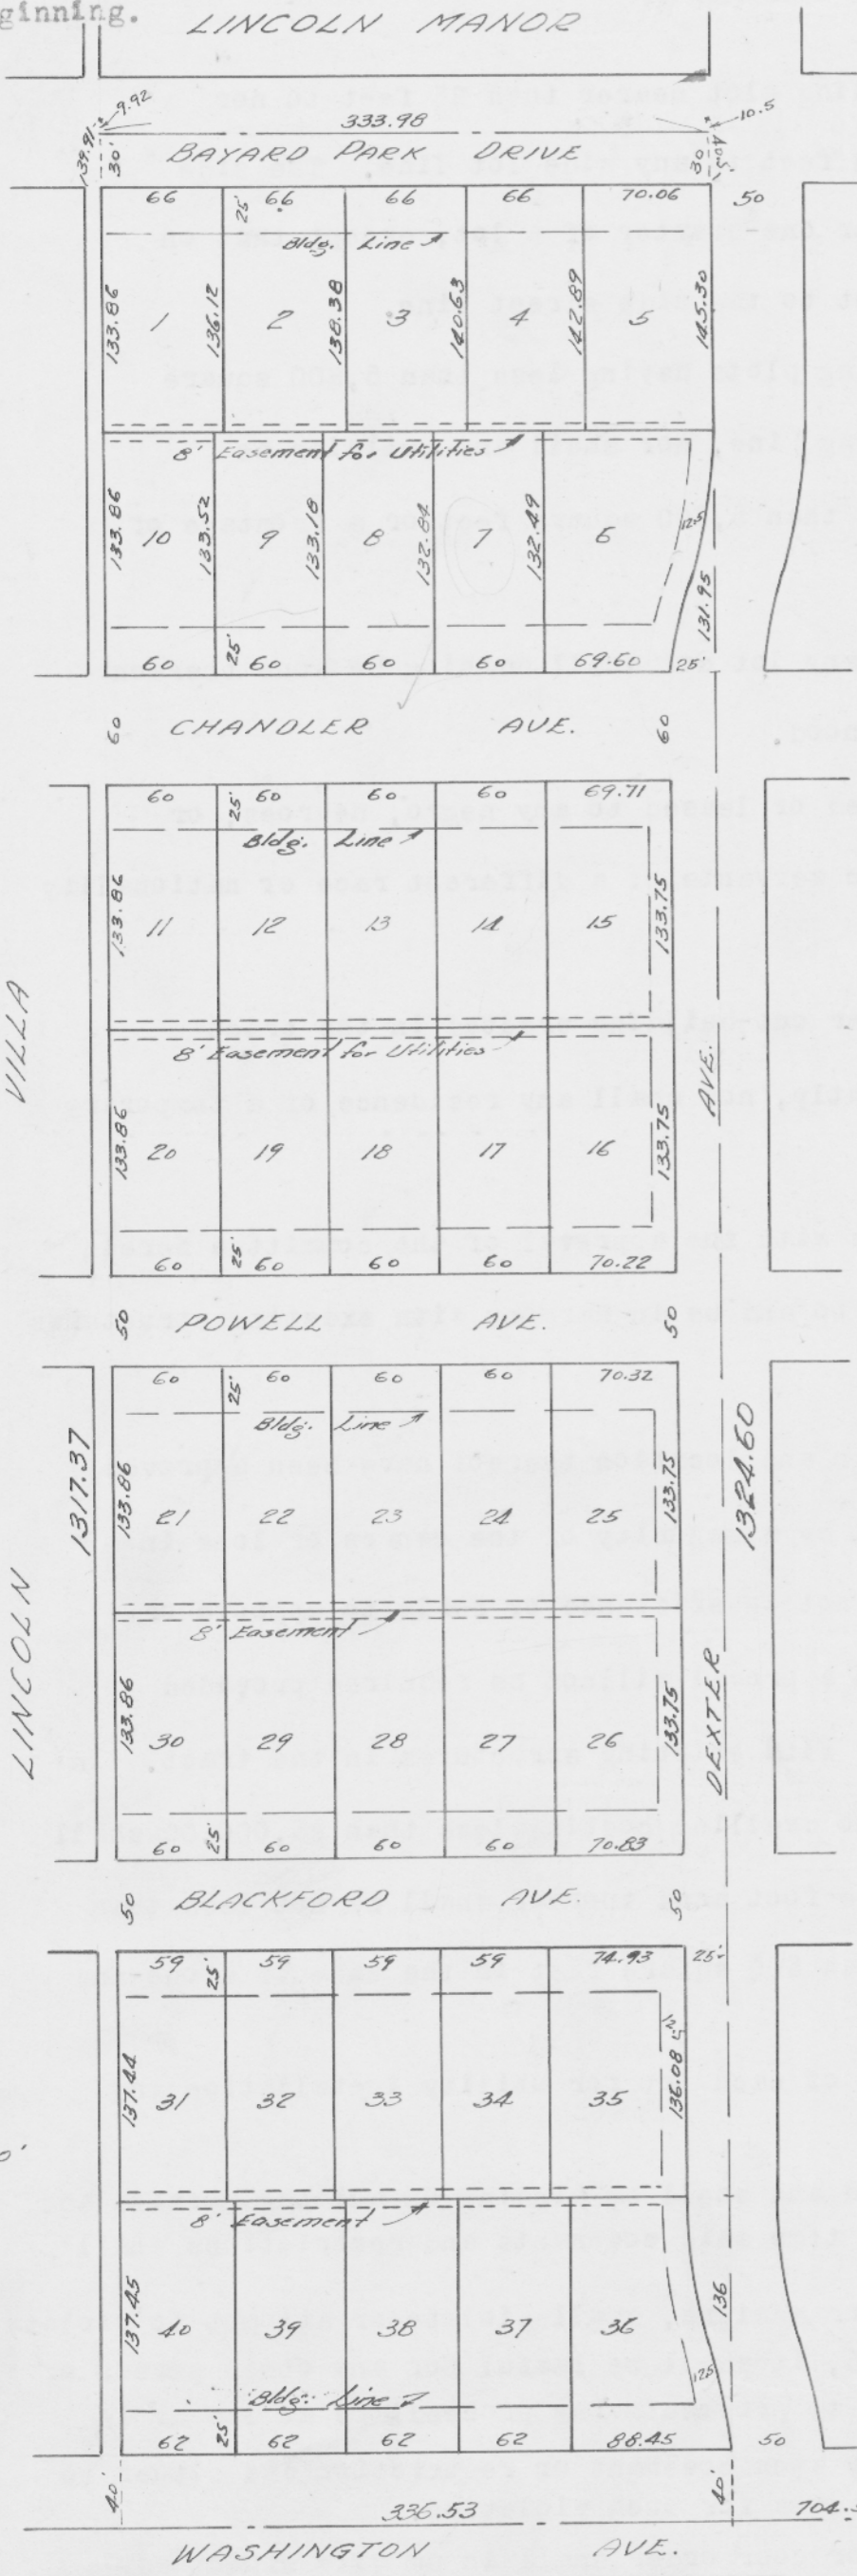 ginning.
LINCOLN MANOR
9.92
10.5
333.98
139.91
30'
BAYARD PARK DRIVE
30
40.5'
66 25' 66 66 66 70.06 50
Bldg. Line
133.86 1 136.12 2 138.38 3 140.63 4 142.89 5 145.30
8' Easement for Utilities
133.86 10 133.52 9 133.18 8 132.84 7 132.49 6 125 131.95
60 25' 60 60 60 69.60 25'
60 CHANDLER AVE. 60
60 25' 60 60 60 69.71
Bldg. Line
133.86 11 12 13 14 15 133.75
8' Easement for Utilities
133.86 20 19 18 17 16 133.75
60 25' 60 60 60 70.22
50 POWELL AVE. 50
60 25' 60 60 60 70.32
Bldg. Line
133.86 21 22 23 24 25 133.75
8' Easement
133.86 30 29 28 27 26 133.75
60 25' 60 60 60 70.83
50 BLACKFORD AVE. 50
59 25' 59 59 59 74.93 25'
137.44 31 32 33 34 35 136.08
8' Easement
137.45 40 39 38 37 36 125 136
Bldg. Line
62 25' 62 62 62 88.45 50
40' 40'
336.53
704.
WASHINGTON AVE.
LINCOLN VILLA
1317.37
DEXTER AVE.
1324.60
0'